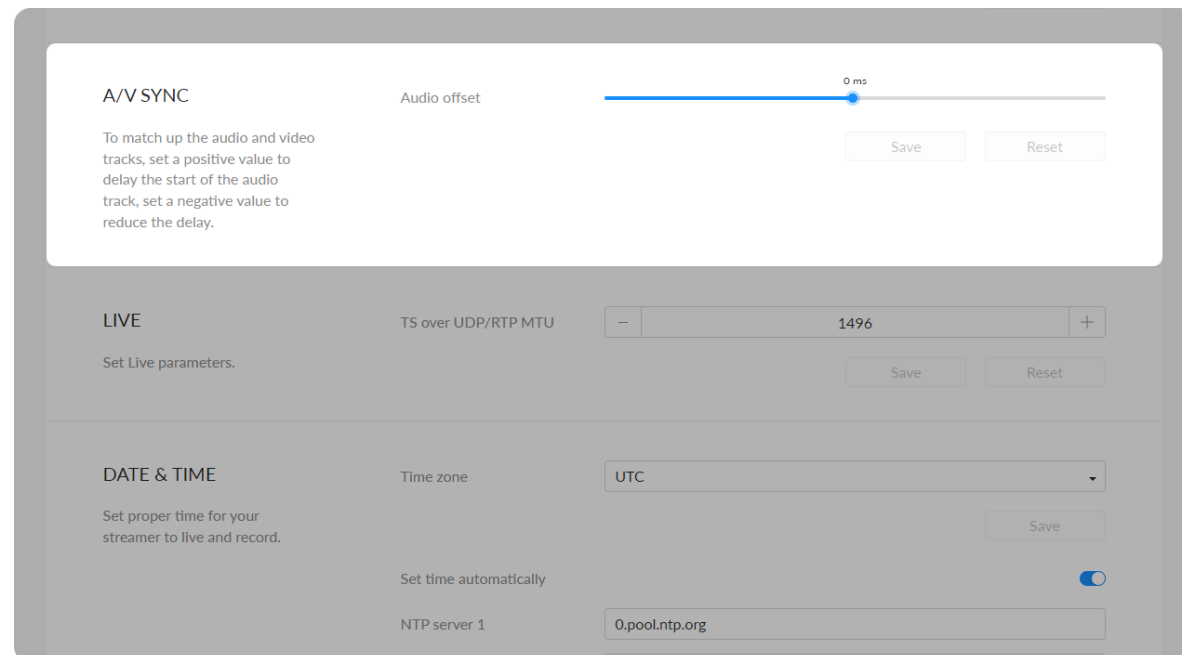 A/V SYNC
Audio offset
0 ms
To match up the audio and video
tracks, set a positive value to
delay the start of the audio
track, set a negative value to
reduce the delay.
Save
Reset
LIVE
TS over UDP/RTP MTU
−
1496
+
Set Live parameters.
Save
Reset
DATE & TIME
Time zone
UTC
Set proper time for your
streamer to live and record.
Save
Set time automatically
NTP server 1
0.pool.ntp.org